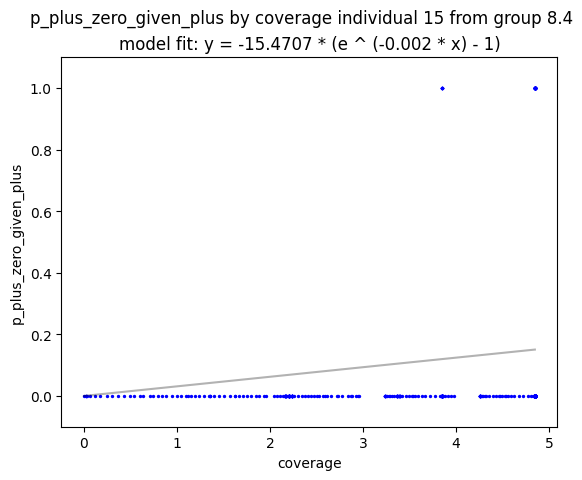 p_plus_zero_given_plus by coverage individual 15 from group 8.4
model fit: y = -15.4707 * (e ^ (-0.002 * x) - 1)
1.0
0.8
0.6
0.4
0.2
0.0
p_plus_zero_given_plus
0 1 2 3 4 5
coverage